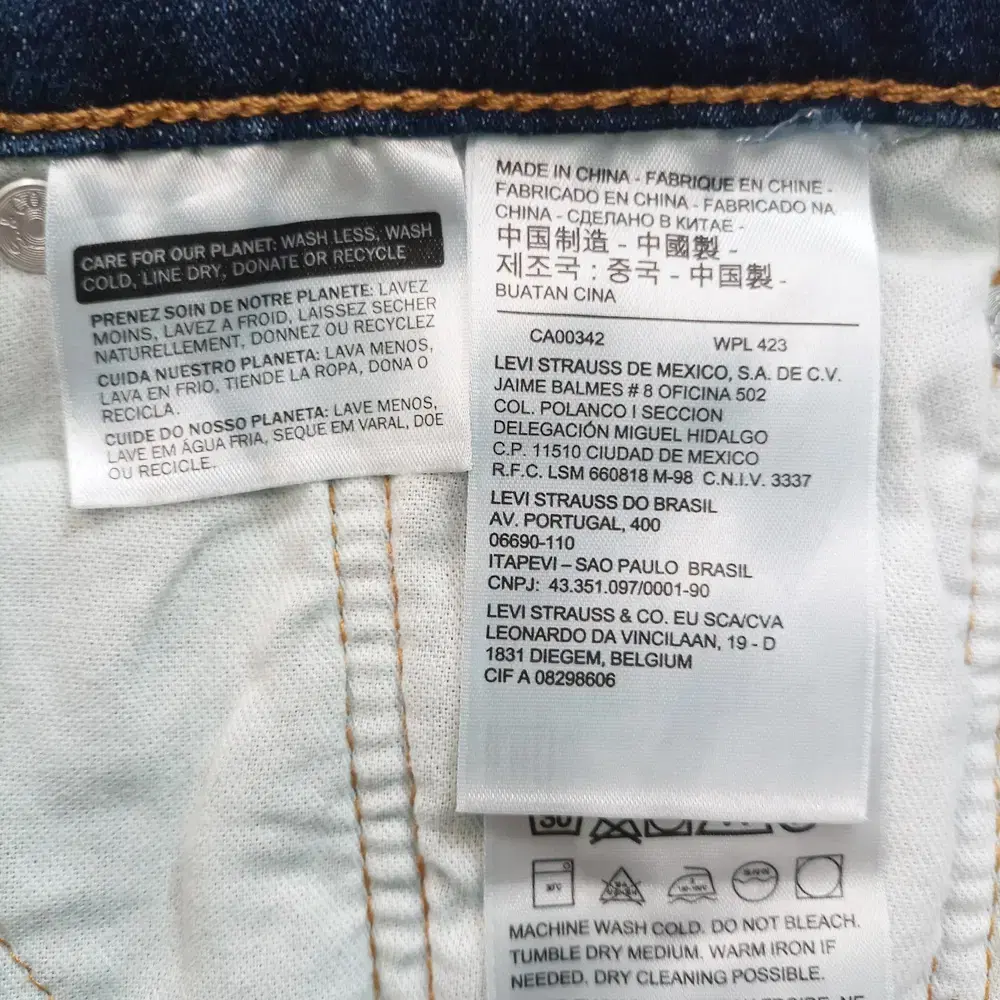 CARE FOR OUR PLANET: WASH LESS, WASH
COLD, LINE DRY, DONATE OR RECYCLE
PRENEZ SOIN DE NOTRE PLANETE: LAVEZ
MOINS, LAVEZ A FROID, LAISSEZ SECHER
NATURELLEMENT, DONNEZ OU RECYCLEZ
CUIDA NUESTRO PLANETA: LAVA MENOS,
LAVA EN FRIO, TIENDE LA ROPA, DONA O
RECICLA.
CUIDE DO NOSSO PLANETA: LAVE MENOS,
LAVE EM ÁGUA FRIA, SEQUE EM VARAL, DOE
OU RECICLE.
MADE IN CHINA - FABRIQUE EN CHINE -
FABRICADO EN CHINA - FABRICADO NA
CHINA - СДЕЛАНО В КИТАЕ -
中国制造 - 中國製 -
제조국 : 중국 - 中国製 -
BUATAN CINA
CA00342 WPL 423
LEVI STRAUSS DE MEXICO, S.A. DE C.V.
JAIME BALMES # 8 OFICINA 502
COL. POLANCO I SECCION
DELEGACIÓN MIGUEL HIDALGO
C.P. 11510 CIUDAD DE MEXICO
R.F.C. LSM 660818 M-98 C.N.I.V. 3337
LEVI STRAUSS DO BRASIL
AV. PORTUGAL, 400
06690-110
ITAPEVI – SAO PAULO BRASIL
CNPJ: 43.351.097/0001-90
LEVI STRAUSS & CO. EU SCA/CVA
LEONARDO DA VINCILAAN, 19 - D
1831 DIEGEM, BELGIUM
CIF A 08298606
30
30°C
MACHINE WASH COLD. DO NOT BLEACH.
TUMBLE DRY MEDIUM. WARM IRON IF
NEEDED. DRY CLEANING POSSIBLE.